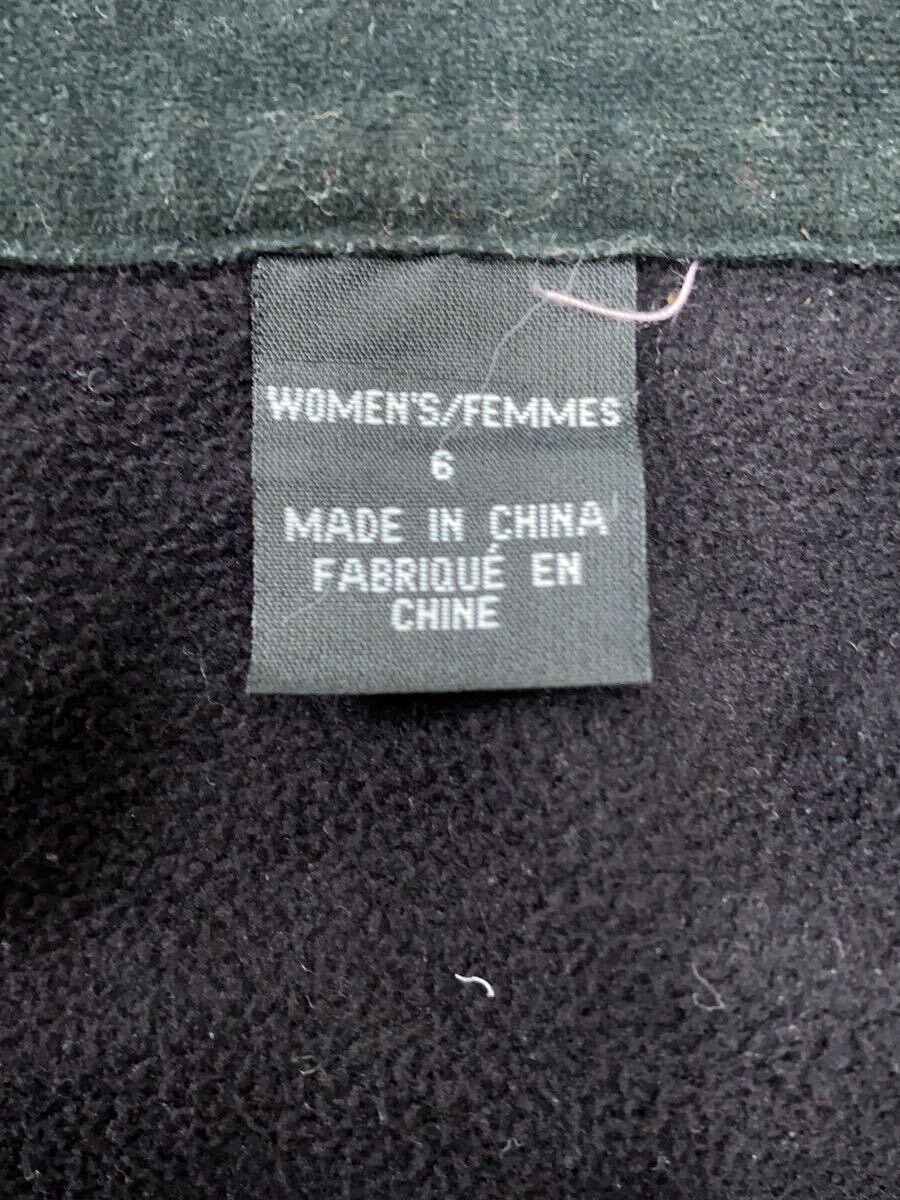 WOMEN'S/FEMMES
6
MADE IN CHINA
FABRIQUÉ EN
CHINE